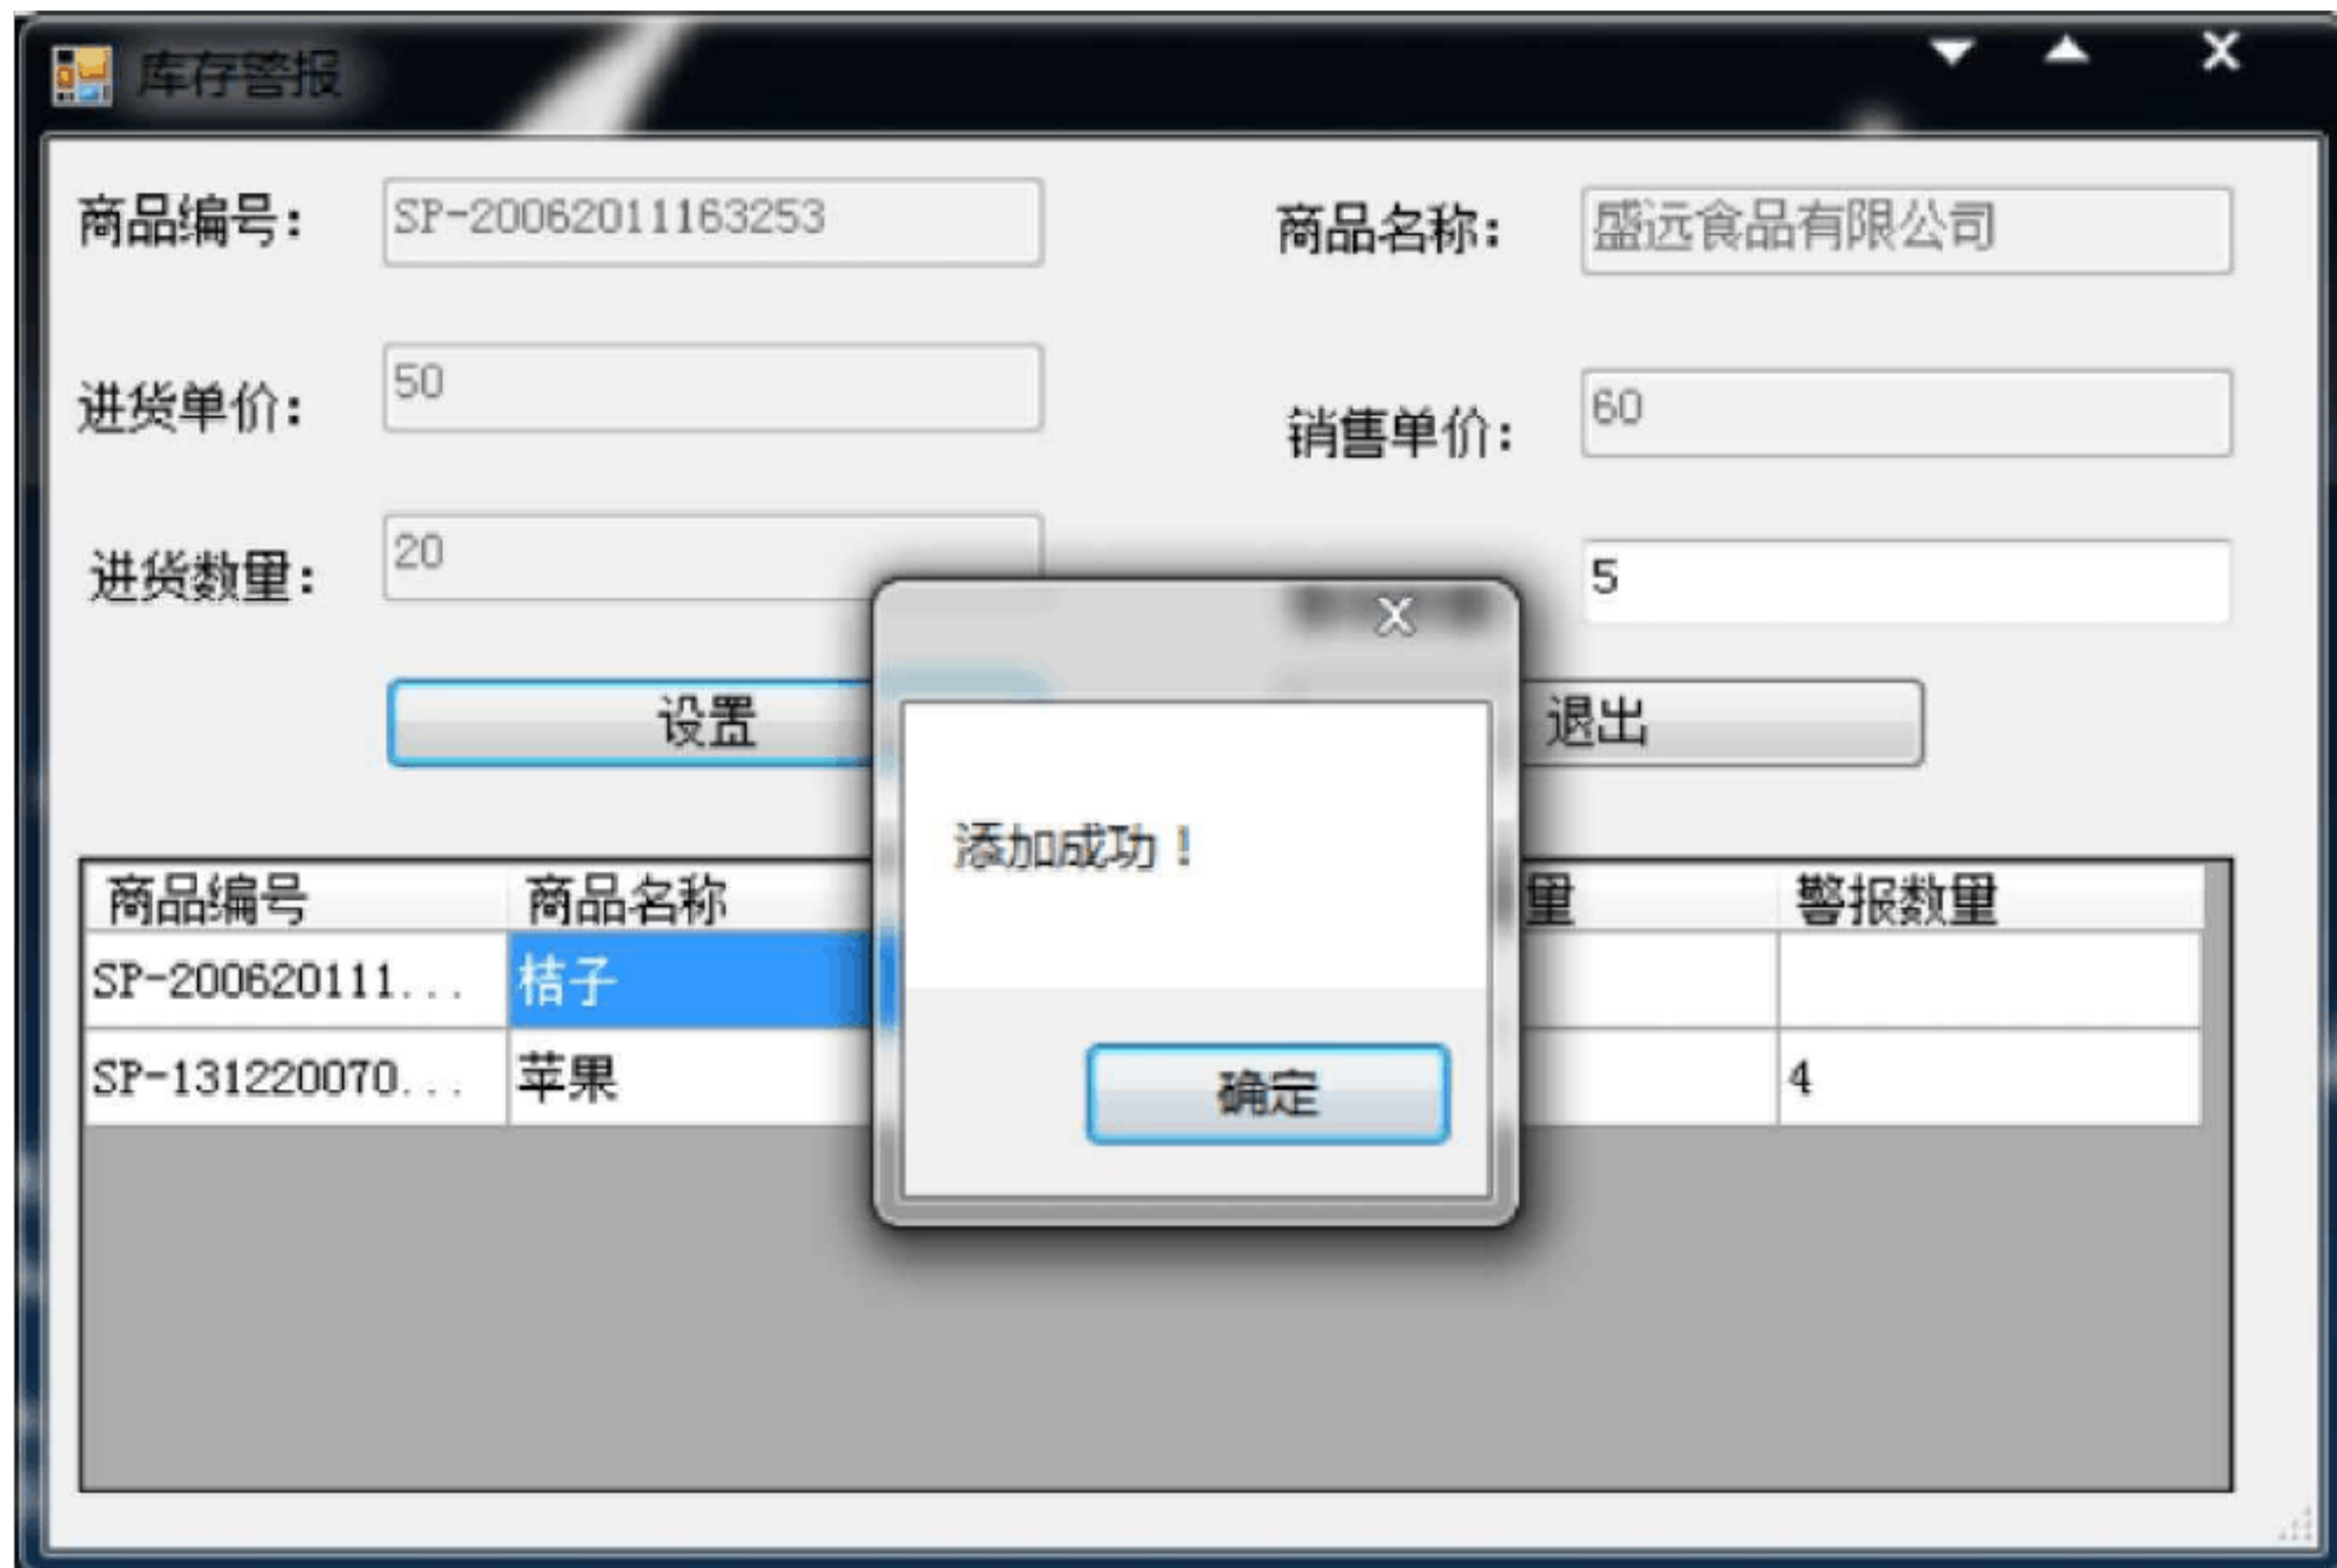 库存警报
商品编号： SP-20062011163253 商品名称： 盛远食品有限公司
进货单价： 50 销售单价： 60
进货数量： 20 5
设置 退出
添加成功！
确定
商品编号 商品名称 量 警报数量
SP-200620111... 桔子
SP-131220070... 苹果 4